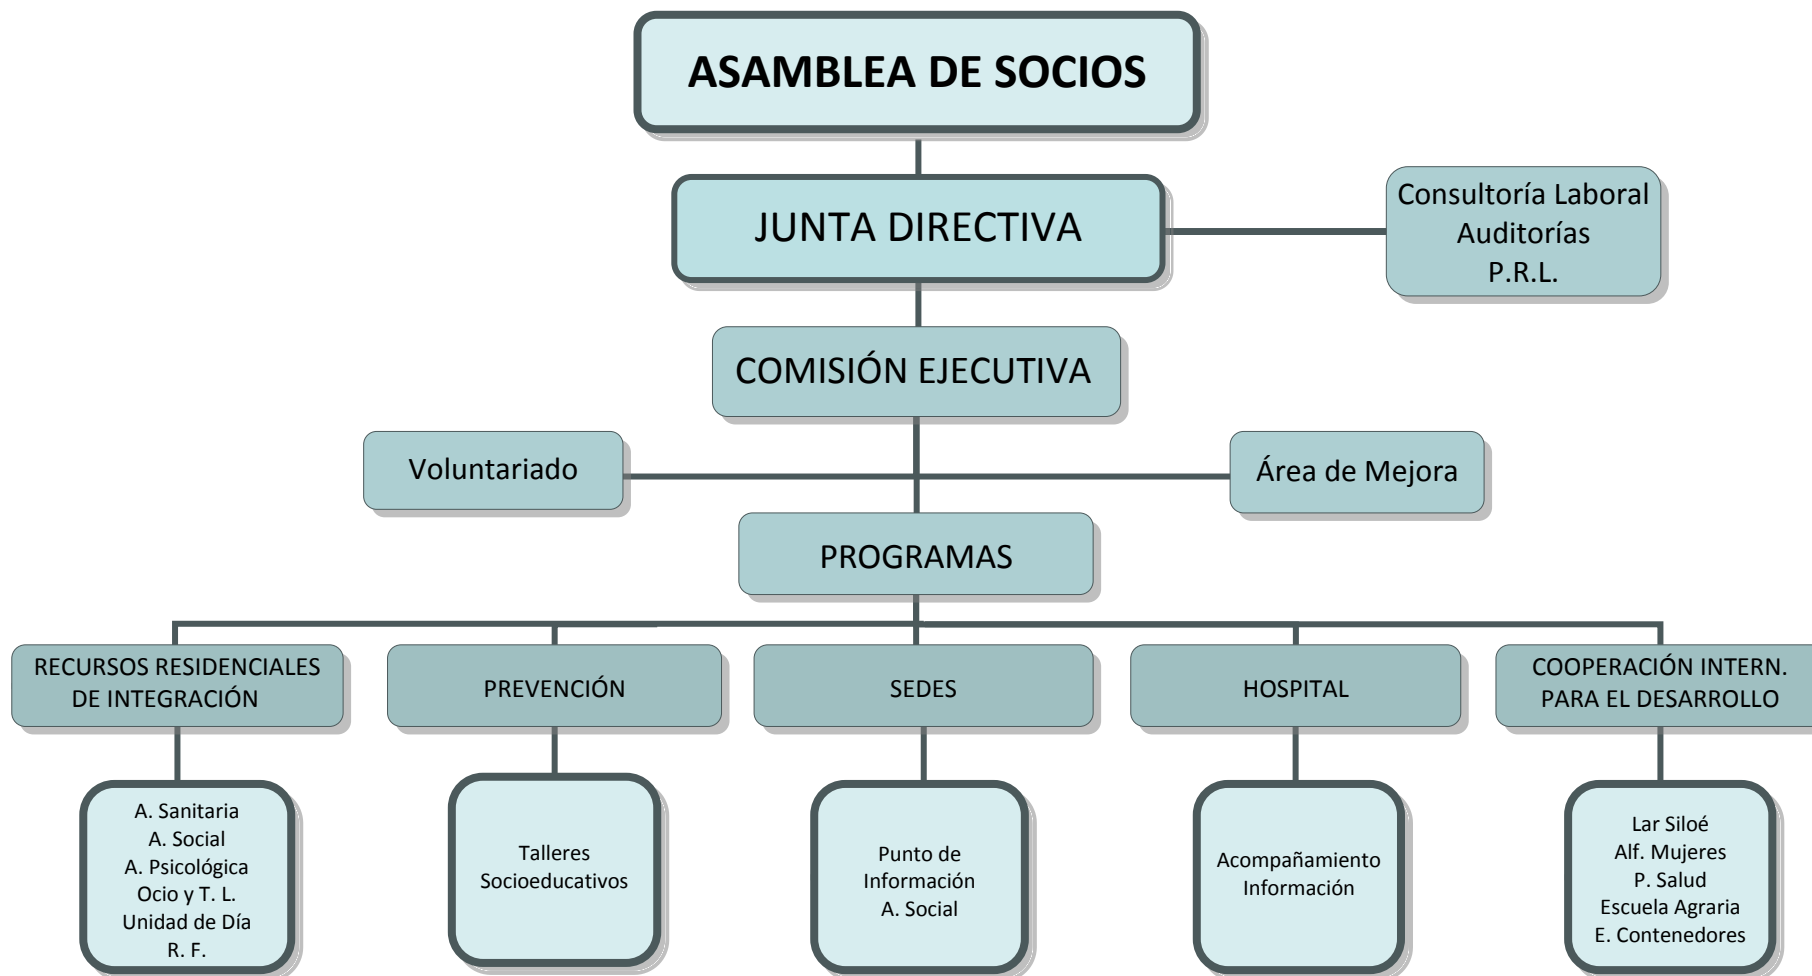 ASAMBLEA DE SOCIOS
JUNTA DIRECTIVA
Consultoría Laboral
Auditorías
P.R.L.
COMISIÓN EJECUTIVA
Voluntariado
Área de Mejora
PROGRAMAS
RECURSOS RESIDENCIALES
DE INTEGRACIÓN
PREVENCIÓN
SEDES
HOSPITAL
COOPERACIÓN INTERN.
PARA EL DESARROLLO
A. Sanitaria
A. Social
A. Psicológica
Ocio y T. L.
Unidad de Día
R. F.
Talleres
Socioeducativos
Punto de
Información
A. Social
Acompañamiento
Información
Lar Siloé
Alf. Mujeres
P. Salud
Escuela Agraria
E. Contenedores